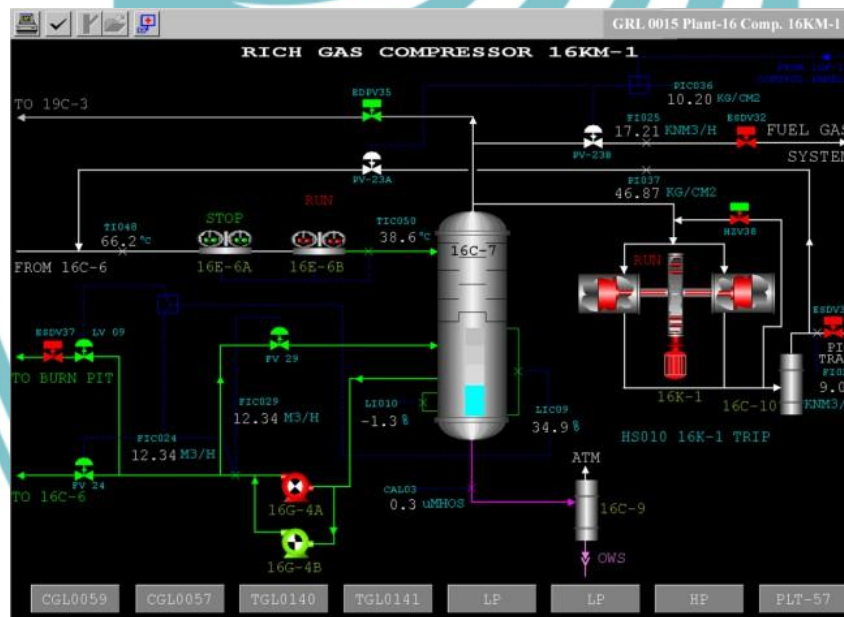 GRL 0015 Plant-16 Comp. 16KM-1
RICH GAS COMPRESSOR 16KM-1
TO 19C-3
EDPV35
PIC036
10.20 KG/CM2
FI025
17.21 KNM3/H
ESDV32
FUEL GAS
SYSTEM
PV-23A
PV-23B
PI037
46.87 KG/CM2
HZV38
TI048
66.2 °C
STOP
RUN
TIC050
38.6 °C
FROM 16C-6
16E-6A
16E-6B
16C-7
RUN
ESDV37
LV 09
TO BURN PIT
FV 29
16K-1
16C-10
9.0
KNM3/
FIC029
12.34 M3/H
LI010
-1.3 %
LIC09
34.9 %
HS010 16K-1 TRIP
FIC024
12.34 M3/H
FV 24
TO 16C-6
16G-4A
16G-4B
CAL03
0.3 uMHOS
ATM
16C-9
OWS
CGL0059
CGL0057
TGL0140
TGL0141
LP
LP
HP
PLT-57